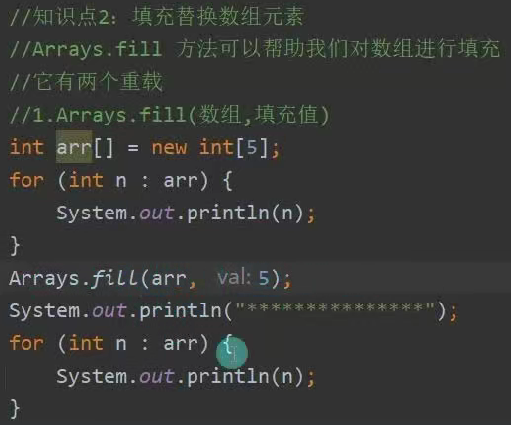 //知识点2：填充替换数组元素
//Arrays.fill 方法可以帮助我们对数组进行填充
//它有两个重载
//1.Arrays.fill(数组,填充值)
int arr[] = new int[5];
for (int n : arr) {
    System.out.println(n);
}
Arrays.fill(arr, val: 5);
System.out.println("***************");
for (int n : arr) {
    System.out.println(n);
}